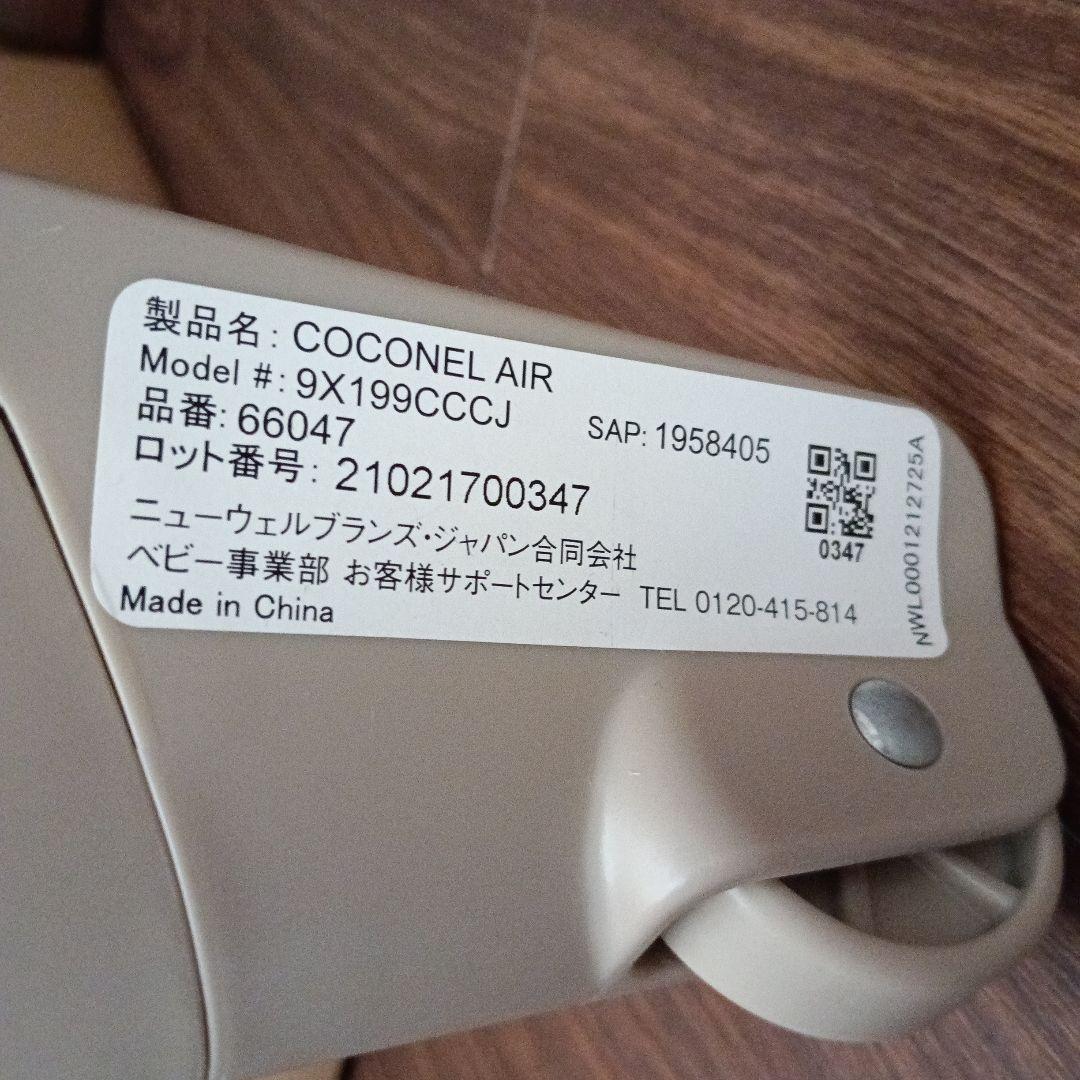 製品名: COCONEL AIR
Model #: 9X199CCCJ
品番: 66047
SAP: 1958405
ロット番号: 21021700347
ニューウェルブランズ・ジャパン合同会社
ベビー事業部 お客様サポートセンター TEL 0120-415-814
Made in China
0347
NWL0001212725A